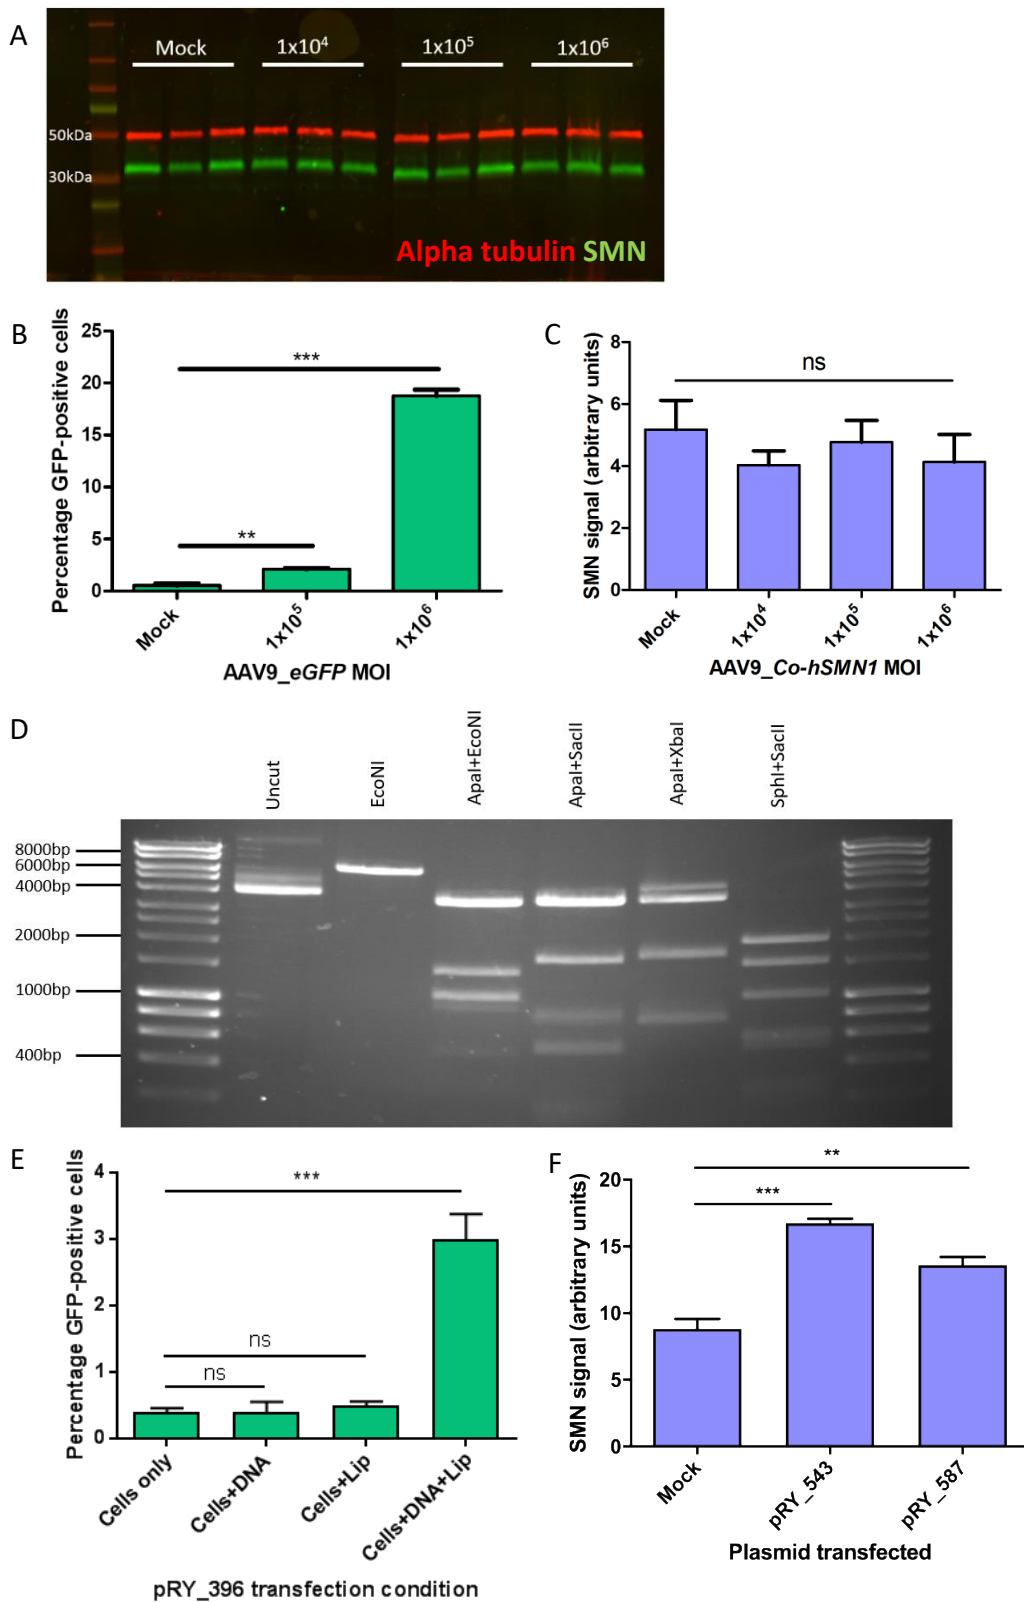 A
Mock 1x10⁴ 1x10⁵ 1x10⁶
50kDa
30kDa
Alpha tubulin SMN
B
Percentage GFP-positive cells
25
20
15
10
5
0
***
**
Mock
1x10⁵
1x10⁶
AAV9_eGFP MOI
C
SMN signal (arbitrary units)
8
6
4
2
0
ns
Mock
1x10⁴
1x10⁵
1x10⁶
AAV9_Co-hSMN1 MOI
D
Uncut
EcoNI
ApaI+EcoNI
ApaI+SacII
ApaI+XbaI
SphI+SacII
8000bp
6000bp
4000bp
2000bp
1000bp
400bp
E
Percentage GFP-positive cells
4
3
2
1
0
***
ns
ns
Cells only
Cells+DNA
Cells+Lip
Cells+DNA+Lip
pRY_396 transfection condition
F
SMN signal (arbitrary units)
20
15
10
5
0
**
***
Mock
pRY_543
pRY_587
Plasmid transfected